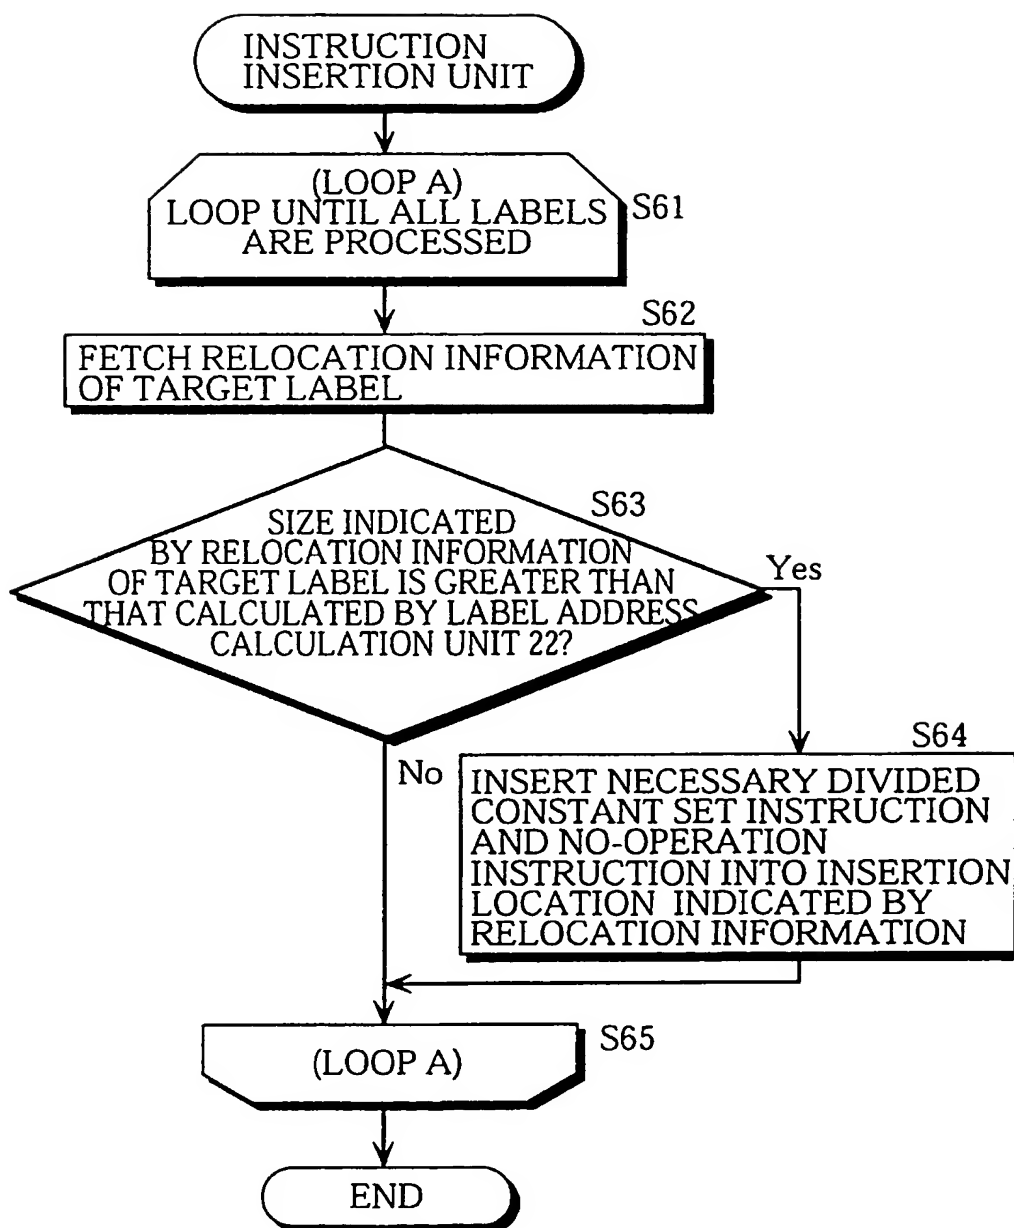 INSTRUCTION
INSERTION UNIT
(LOOP A)
LOOP UNTIL ALL LABELS
ARE PROCESSED
S61
S62
FETCH RELOCATION INFORMATION
OF TARGET LABEL
S63
SIZE INDICATED
BY RELOCATION INFORMATION
OF TARGET LABEL IS GREATER THAN
THAT CALCULATED BY LABEL ADDRESS
CALCULATION UNIT 22?
Yes
No
S64
INSERT NECESSARY DIVIDED
CONSTANT SET INSTRUCTION
AND NO-OPERATION
INSTRUCTION INTO INSERTION
LOCATION INDICATED BY
RELOCATION INFORMATION
(LOOP A)
S65
END